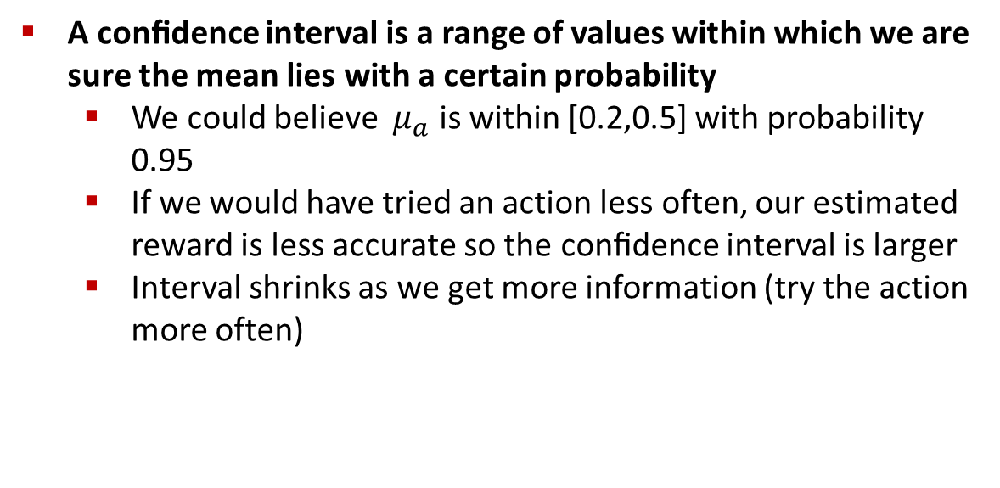 ▪ A confidence interval is a range of values within which we are
sure the mean lies with a certain probability
▪ We could believe μₐ is within [0.2,0.5] with probability
0.95
▪ If we would have tried an action less often, our estimated
reward is less accurate so the confidence interval is larger
▪ Interval shrinks as we get more information (try the action
more often)